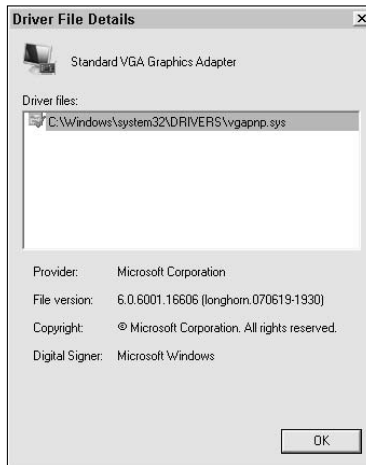 Driver File Details
Standard VGA Graphics Adapter
Driver files:
C:\Windows\system32\DRIVERS\vgapnp.sys
Provider: Microsoft Corporation
File version: 6.0.6001.16606 (longhorn.070619-1930)
Copyright: © Microsoft Corporation. All rights reserved.
Digital Signer: Microsoft Windows
OK